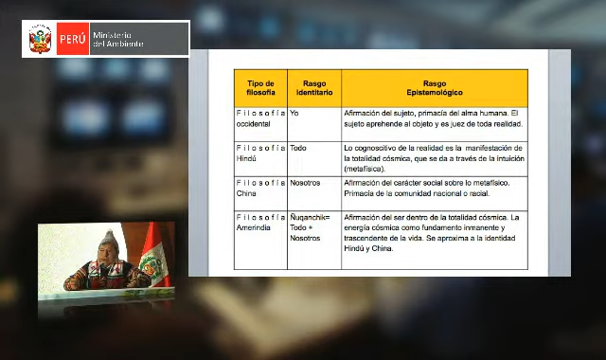 PERÚ
Ministerio
del Ambiente
Tipo de
filosofía
Rasgo
Identitario
Rasgo
Epistemológico
Filosofía
occidental
Yo
Afirmación del sujeto, primacía del alma humana. El
sujeto aprehende al objeto y es juez de toda realidad.
Filosofía
Hindú
Todo
Lo cognoscitivo de la realidad es la manifestación de
la totalidad cósmica, que se da a través de la intuición
(metafísica).
Filosofía
China
Nosotros
Afirmación del carácter social sobre lo metafísico.
Primacía de la comunidad nacional o racial.
Filosofía
Amerindia
Ñuqanchik=
Todo +
Nosotros
Afirmación del ser dentro de la totalidad cósmica. La
energía cósmica como fundamento inmanente y
trascendente de la vida. Se aproxima a la identidad
Hindú y China.